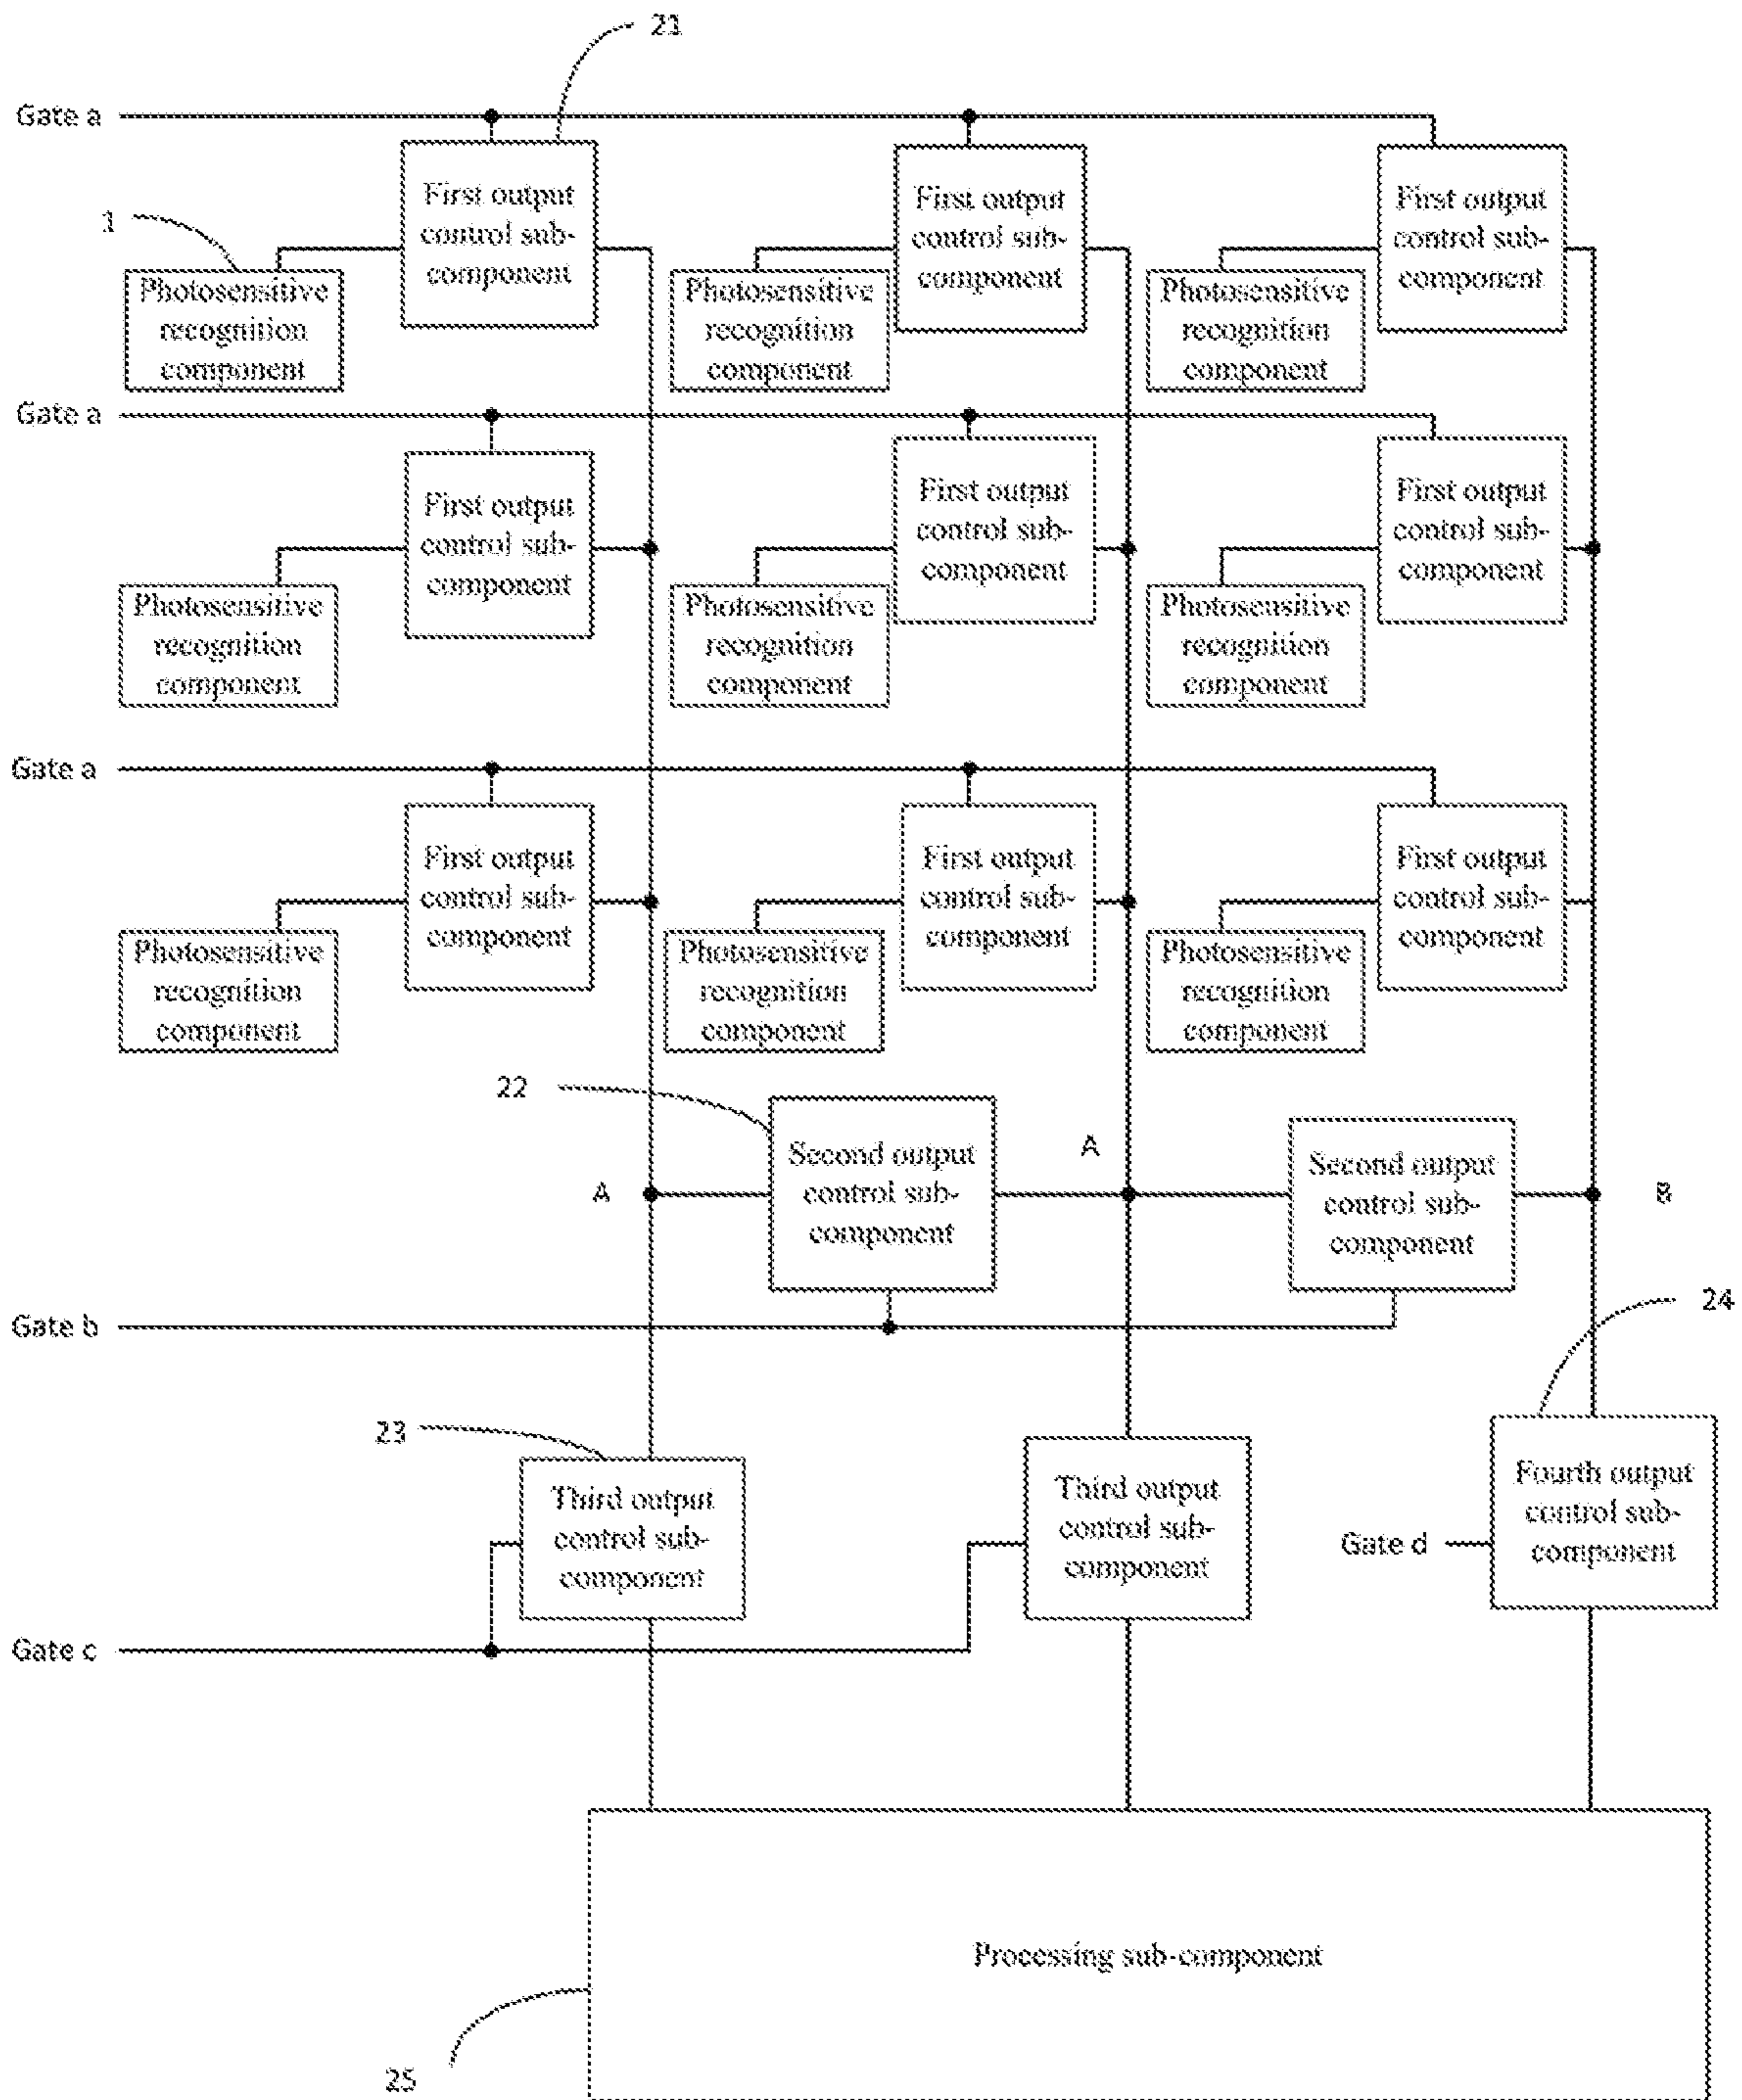 21
Gate a
First output
control sub-
component
First output
control sub-
component
First output
control sub-
component
1
Photosensitive
recognition
component
Photosensitive
recognition
component
Photosensitive
recognition
component
Gate a
First output
control sub-
component
First output
control sub-
component
First output
control sub-
component
Photosensitive
recognition
component
Photosensitive
recognition
component
Photosensitive
recognition
component
Gate a
First output
control sub-
component
First output
control sub-
component
First output
control sub-
component
Photosensitive
recognition
component
Photosensitive
recognition
component
Photosensitive
recognition
component
22
A
Second output
control sub-
component
A
Second output
control sub-
component
B
Gate b
24
23
Third output
control sub-
component
Third output
control sub-
component
Gate d
Fourth output
control sub-
component
Gate c
Processing sub-component
25